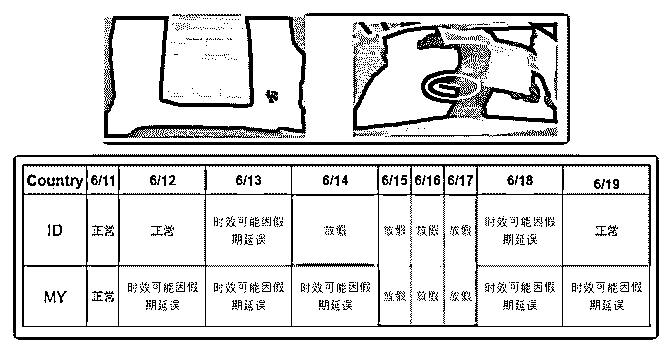 Country 6/11 6/12 6/13 6/14 6/15 6/16 6/17 6/18 6/19
ID 正常 正常 时效可能因假期延误 放假 放假 放假 放假 时效可能因假期延误 正常
MY 正常 时效可能因假期延误 时效可能因假期延误 时效可能因假期延误 放假 放假 放假 时效可能因假期延误 时效可能因假期延误